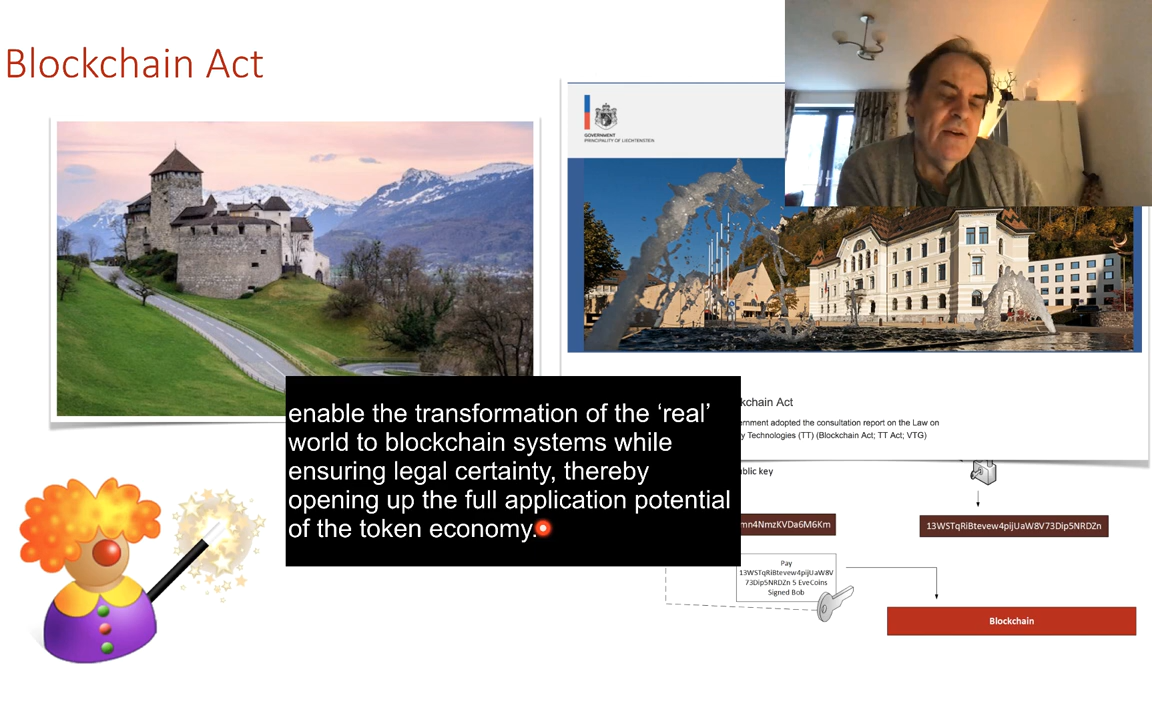 Blockchain Act
GOVERNMENT
PRINCIPALITY OF LIECHTENSTEIN
enable the transformation of the ‘real’
world to blockchain systems while
ensuring legal certainty, thereby
opening up the full application potential
of the token economy.
kchain Act
ernment adopted the consultation report on the Law on
y Technologies (TT) (Blockchain Act; TT Act; VTG)
blic key
mn4NmzKVDa6M6Km
13WSTqRiBtevew4pijUaW8V73Dip5NRDZn
Pay
13WSTqRiBtevew4pijUaW8V
73Dip5NRDZn 5 EveCoins
Signed Bob
Blockchain